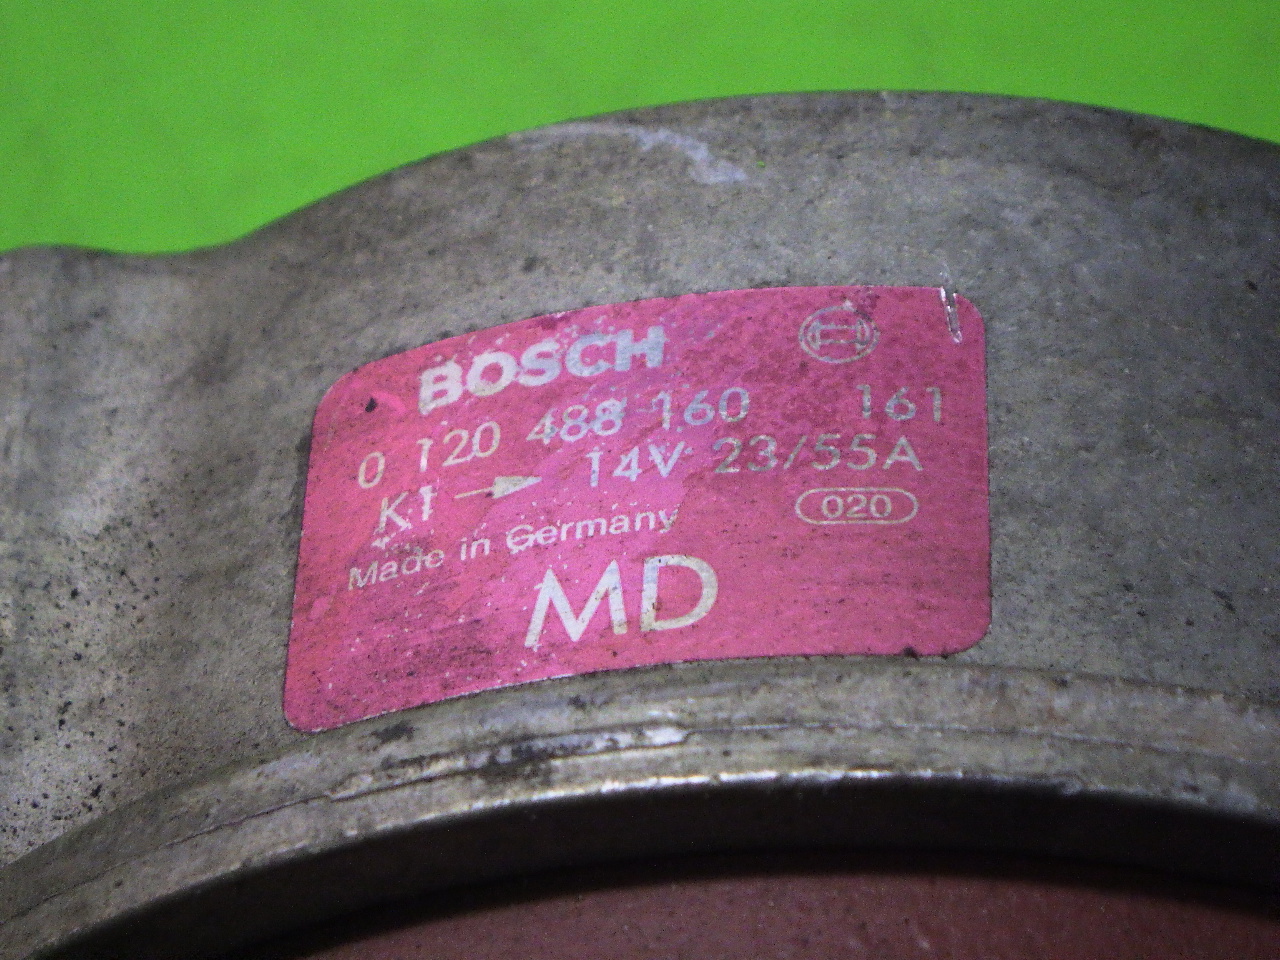 BOSCH
0 120 488 160 161
K1 → 14V 23/55A
Made in Germany 020
MD